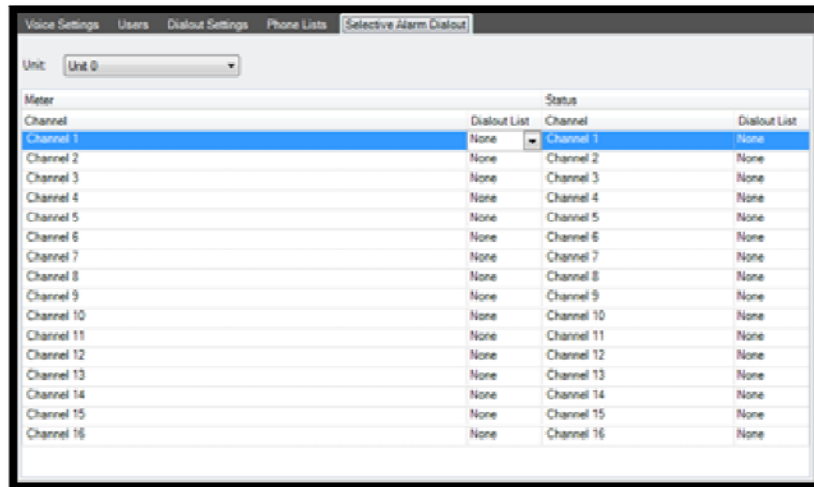 Voice Settings Users Dialout Settings Phone Lists Selective Alarm Dialout
Unit: Unit 0
Meter Status
Channel Dialout List Channel Dialout List
Channel 1 None Channel 1 None
Channel 2 None Channel 2 None
Channel 3 None Channel 3 None
Channel 4 None Channel 4 None
Channel 5 None Channel 5 None
Channel 6 None Channel 6 None
Channel 7 None Channel 7 None
Channel 8 None Channel 8 None
Channel 9 None Channel 9 None
Channel 10 None Channel 10 None
Channel 11 None Channel 11 None
Channel 12 None Channel 12 None
Channel 13 None Channel 13 None
Channel 14 None Channel 14 None
Channel 15 None Channel 15 None
Channel 16 None Channel 16 None